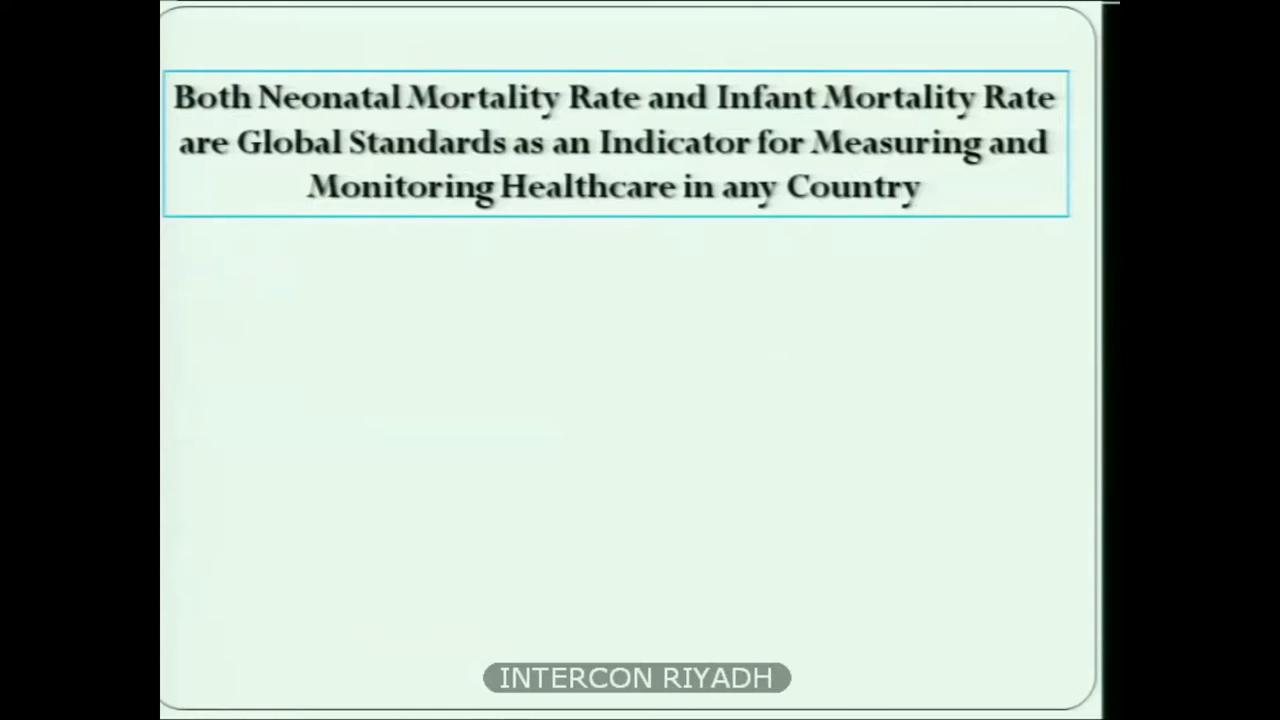 Both Neonatal Mortality Rate and Infant Mortality Rate
are Global Standards as an Indicator for Measuring and
Monitoring Healthcare in any Country
INTERCON RIYADH